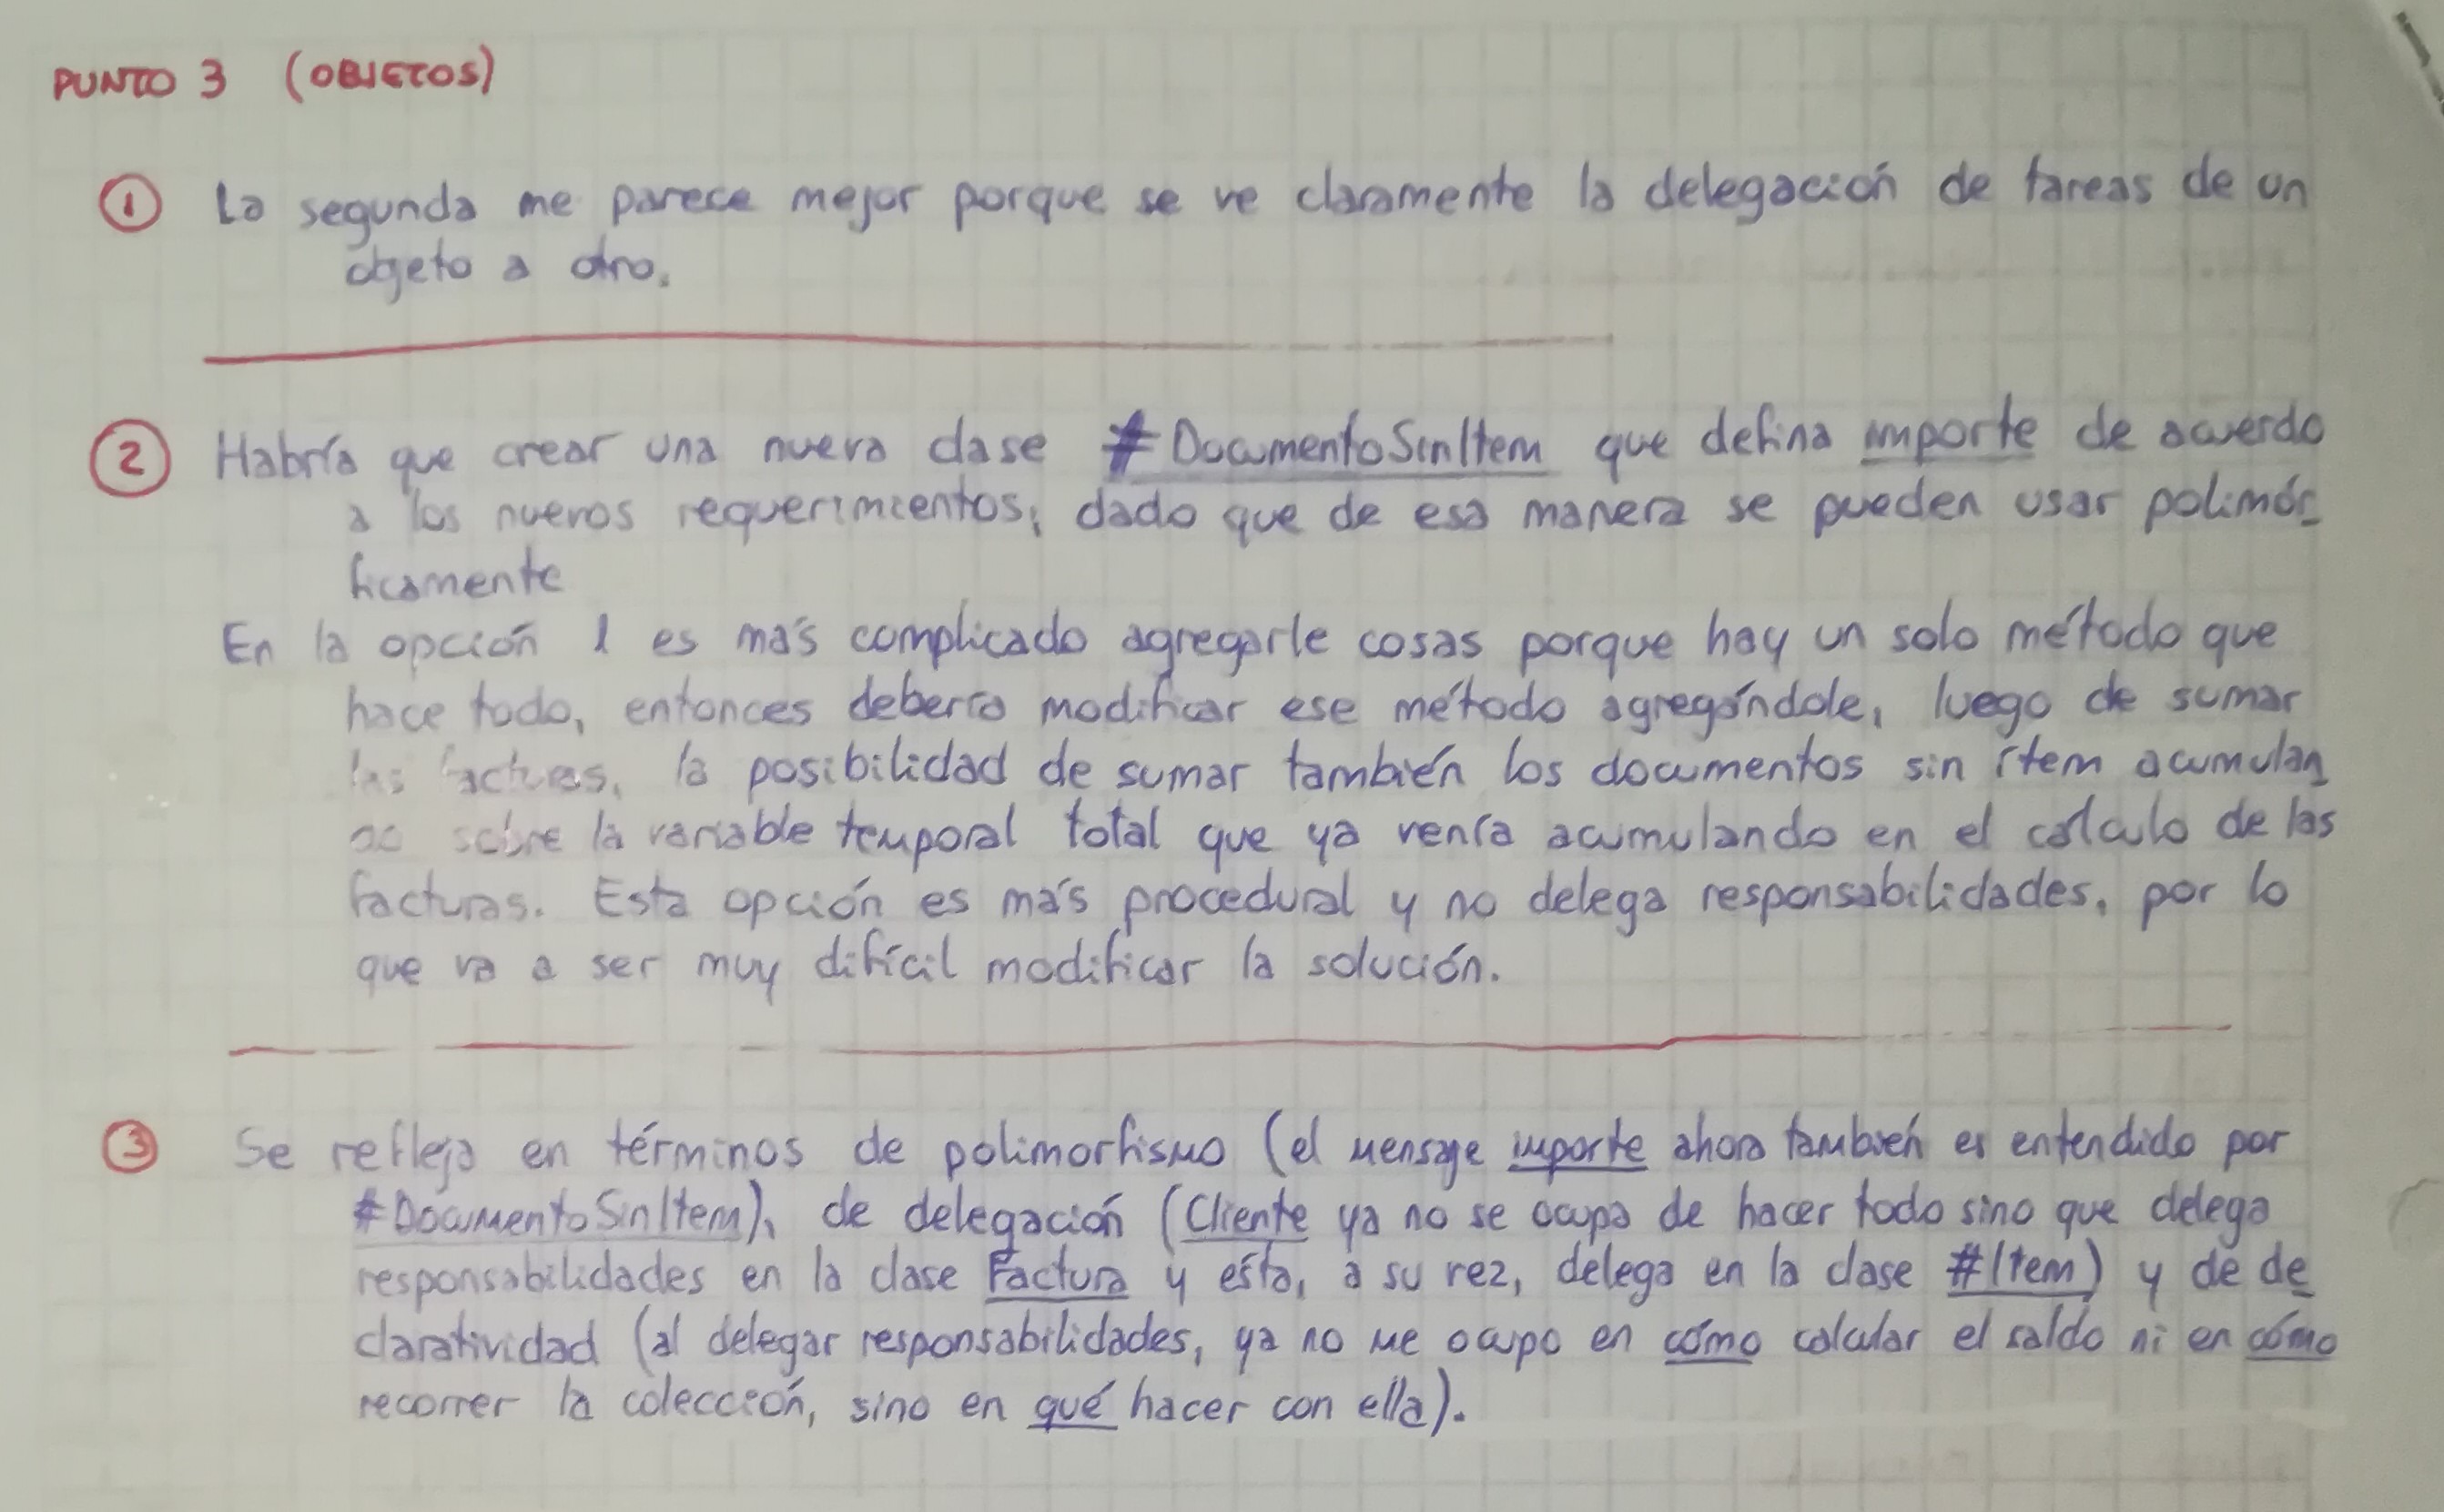 PUNTO 3 (OBJETOS)
① La segunda me parece mejor porque se ve claramente la delegación de tareas de un
objeto a otro.
② Habría que crear una nueva clase #DocumentoSinItem que defina importe de acuerdo
a los nuevos requerimientos, dado que de esa manera se pueden usar polimór
ficamente
En la opción 1 es más complicado agregarle cosas porque hay un solo método que
hace todo, entonces debería modificar ese método agregándole, luego de sumar
las facturas, la posibilidad de sumar también los documentos sin ítem acumulan
do sobre la variable temporal total que ya venía acumulando en el cálculo de las
facturas. Esta opción es más procedural y no delega responsabilidades, por lo
que va a ser muy difícil modificar la solución.
③ Se refleja en términos de polimorfismo (el mensaje importe ahora también es entendido por
#DocumentoSinItem), de delegación (Cliente ya no se ocupa de hacer todo sino que delega
responsabilidades en la clase Factura y ésta, a su vez, delega en la clase #Item) y de de
claratividad (al delegar responsabilidades, ya no me ocupo en cómo calcular el saldo ni en cómo
recorrer la colección, sino en qué hacer con ella).